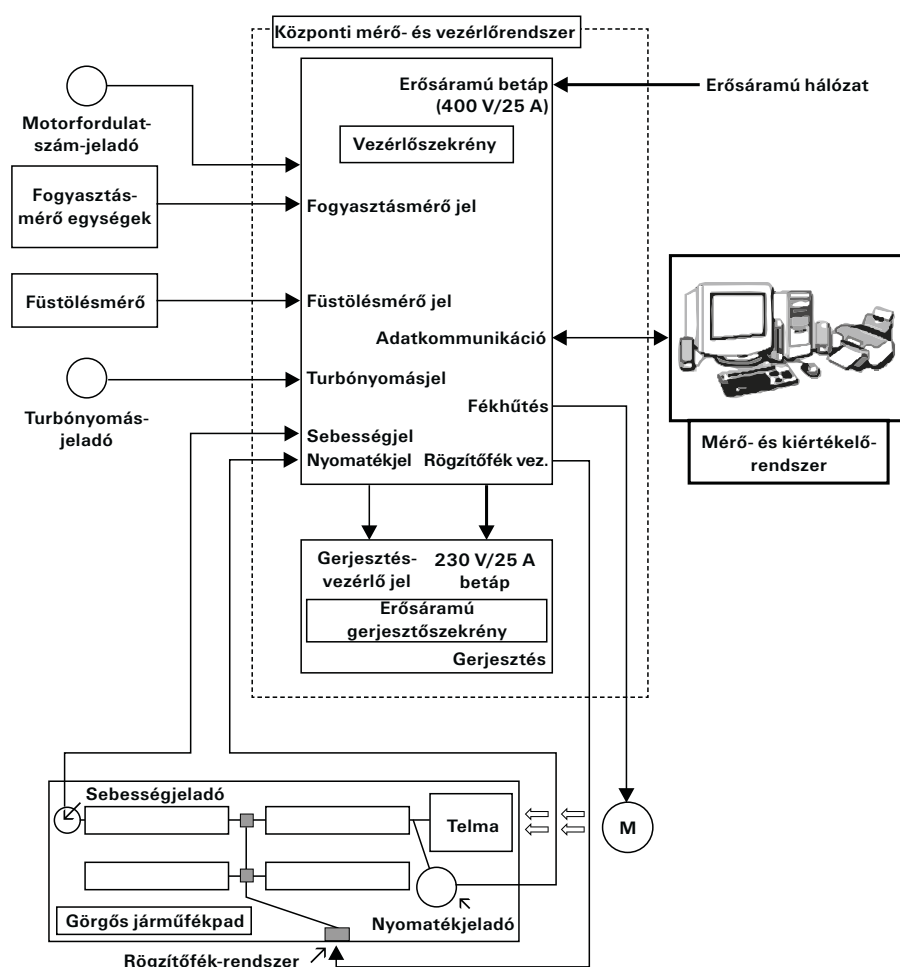 Központi mérő- és vezérlőrendszer
Erősáramú betáp
(400 V/25 A)
Erősáramú hálózat
Motorfordulat-
szám-jeladó
Vezérlőszekrény
Fogyasztás-
mérő egységek
Fogyasztásmérő jel
Füstölésmérő
Füstölésmérő jel
Adatkommunikáció
Turbónyomásjel
Turbónyomás-
jeladó
Fékhűtés
Sebességjel
Nyomatékjel
Rögzítőfék vez.
Mérő- és kiértékelő-
rendszer
Gerjesztés-
vezérlő jel
230 V/25 A
betáp
Erősáramú
gerjesztőszekrény
Gerjesztés
Sebességjeladó
Telma
M
Nyomatékjeladó
Görgős járműfékpad
Rögzítőfék-rendszer